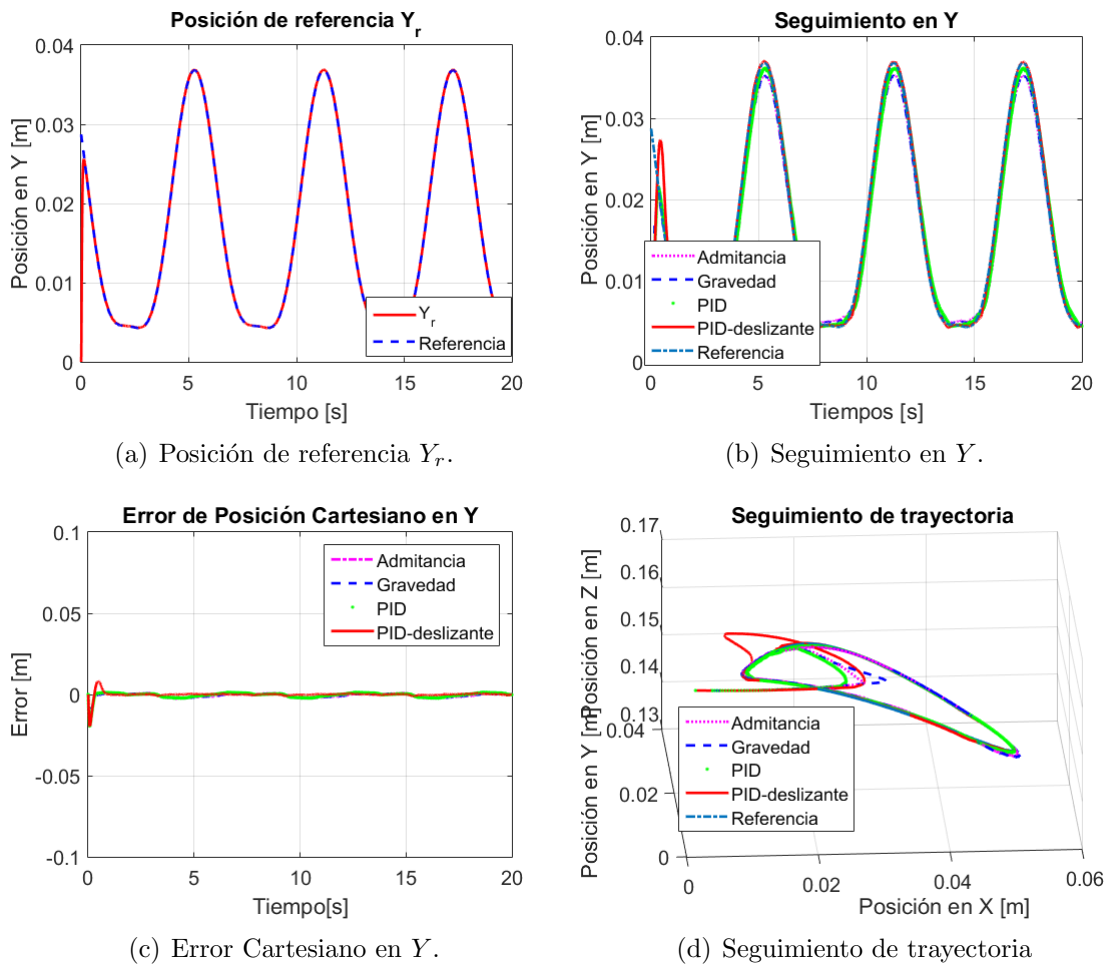 Posición de referencia Y_r
Posición en Y [m]
0.04
0.03
0.02
0.01
0
0 5 10 15 20
Y_r
Referencia
Tiempo [s]
(a) Posición de referencia Y_r.
Seguimiento en Y
Posición en Y [m]
0.04
0.03
0.02
0.01
0
0 5 10 15 20
Admitancia
Gravedad
PID
PID-deslizante
Referencia
Tiempos [s]
(b) Seguimiento en Y.
Error de Posición Cartesiano en Y
Error [m]
0.1
0.05
0
-0.05
-0.1
0 5 10 15 20
Admitancia
Gravedad
PID
PID-deslizante
Tiempo[s]
(c) Error Cartesiano en Y.
Seguimiento de trayectoria
Posición en Z [m]
0.17
0.16
0.15
0.14
0.13
Posición en Y [m]
0.04
0.02
0
0 0.02 0.04 0.06
Admitancia
Gravedad
PID
PID-deslizante
Referencia
Posición en X [m]
(d) Seguimiento de trayectoria